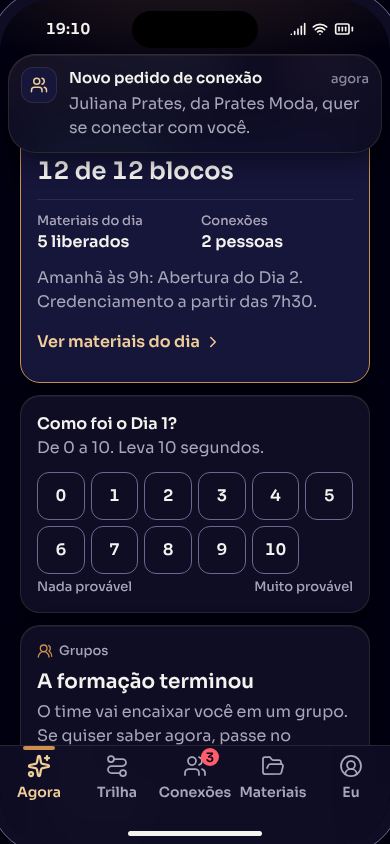 19:10
Novo pedido de conexão
agora
Juliana Prates, da Prates Moda, quer
se conectar com você.
12 de 12 blocos
Materiais do dia
Conexões
5 liberados
2 pessoas
Amanhã às 9h: Abertura do Dia 2.
Credenciamento a partir das 7h30.
Ver materiais do dia
Como foi o Dia 1?
De 0 a 10. Leva 10 segundos.
0 1 2 3 4 5
6 7 8 9 10
Nada provável
Muito provável
Grupos
A formação terminou
O time vai encaixar você em um grupo.
Se quiser saber agora, passe no
3
Agora
Trilha
Conexões
Materiais
Eu